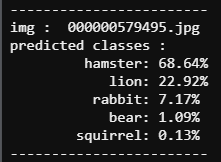 -------------------------
img :  000000579495.jpg
predicted classes :
hamster: 68.64%
lion: 22.92%
rabbit: 7.17%
bear: 1.09%
squirrel: 0.13%
-------------------------